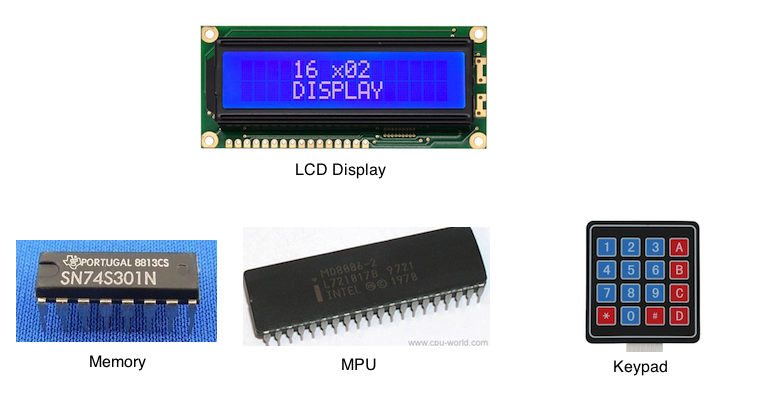 16 x02
DISPLAY
LCD Display
PORTUGAL 8813CS
SN74S301N
Memory
MD8086-2
L7210178 9721
INTEL Ⓜ © 1978
www.cpu-world.com
MPU
1 2 3 A
4 5 6 B
7 8 9 C
* 0 # D
Keypad